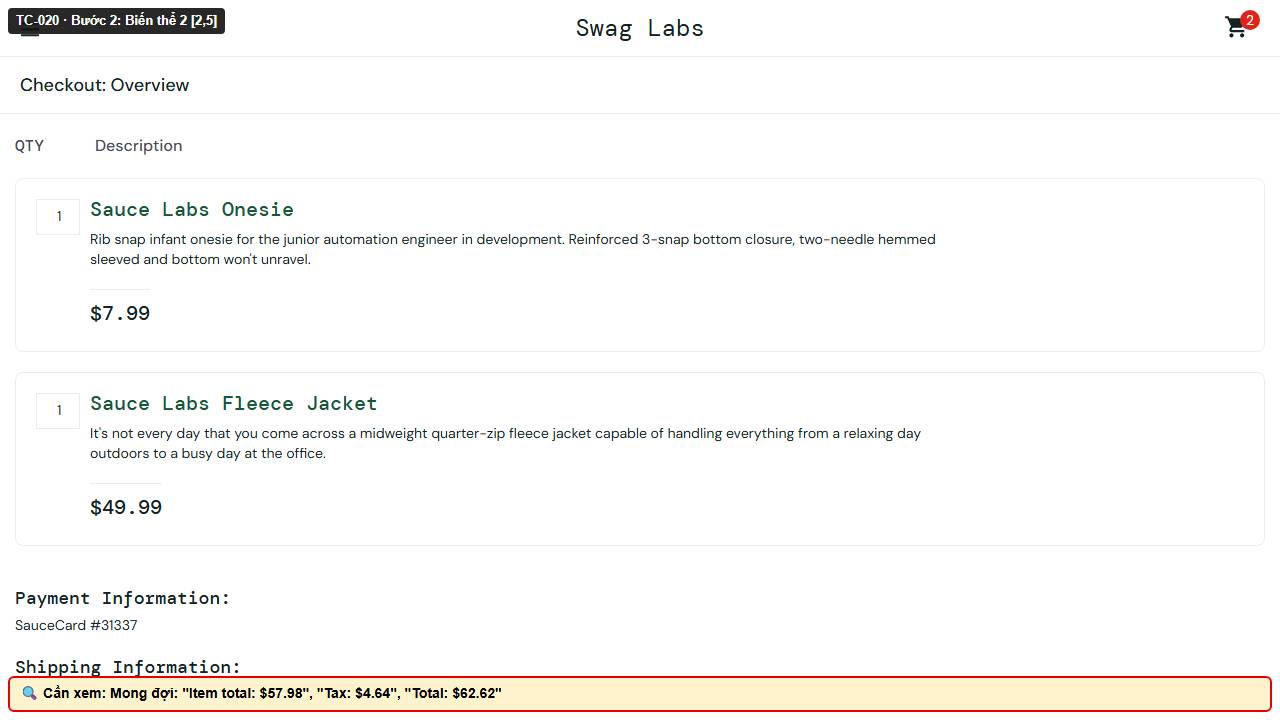 TC-020 · Bước 2: Biến thể 2 [2,5]
Swag Labs
2
Checkout: Overview
QTY Description
1
Sauce Labs Onesie
Rib snap infant onesie for the junior automation engineer in development. Reinforced 3-snap bottom closure, two-needle hemmed
sleeved and bottom won't unravel.
$7.99
1
Sauce Labs Fleece Jacket
It's not every day that you come across a midweight quarter-zip fleece jacket capable of handling everything from a relaxing day
outdoors to a busy day at the office.
$49.99
Payment Information:
SauceCard #31337
Shipping Information:
🔍 Cần xem: Mong đợi: "Item total: $57.98", "Tax: $4.64", "Total: $62.62"